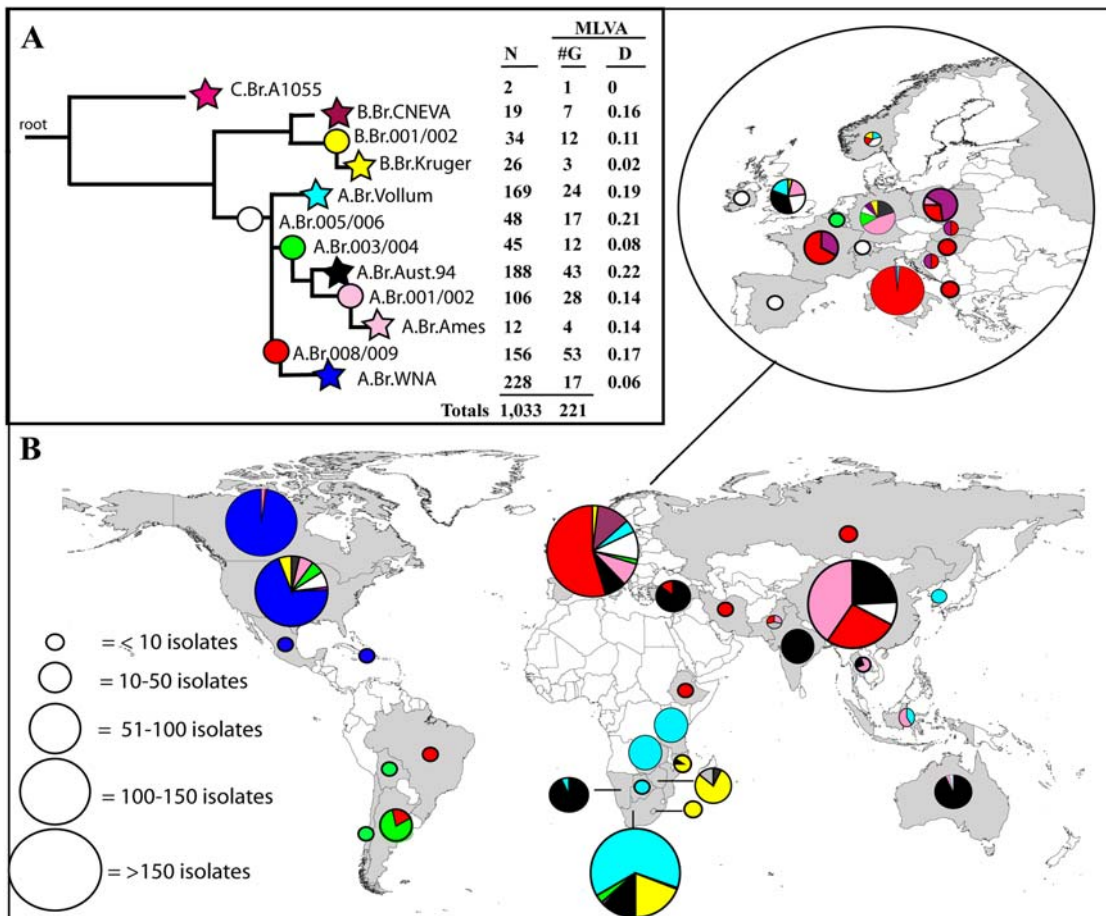 A
MLVA
N #G D
C.Br.A1055 2 1 0
root
B.Br.CNEVA 19 7 0.16
B.Br.001/002 34 12 0.11
B.Br.Kruger 26 3 0.02
A.Br.Vollum 169 24 0.19
A.Br.005/006 48 17 0.21
A.Br.003/004 45 12 0.08
A.Br.Aust.94 188 43 0.22
A.Br.001/002 106 28 0.14
A.Br.Ames 12 4 0.14
A.Br.008/009 156 53 0.17
A.Br.WNA 228 17 0.06
Totals 1,033 221
B
= < 10 isolates
= 10-50 isolates
= 51-100 isolates
= 100-150 isolates
= >150 isolates